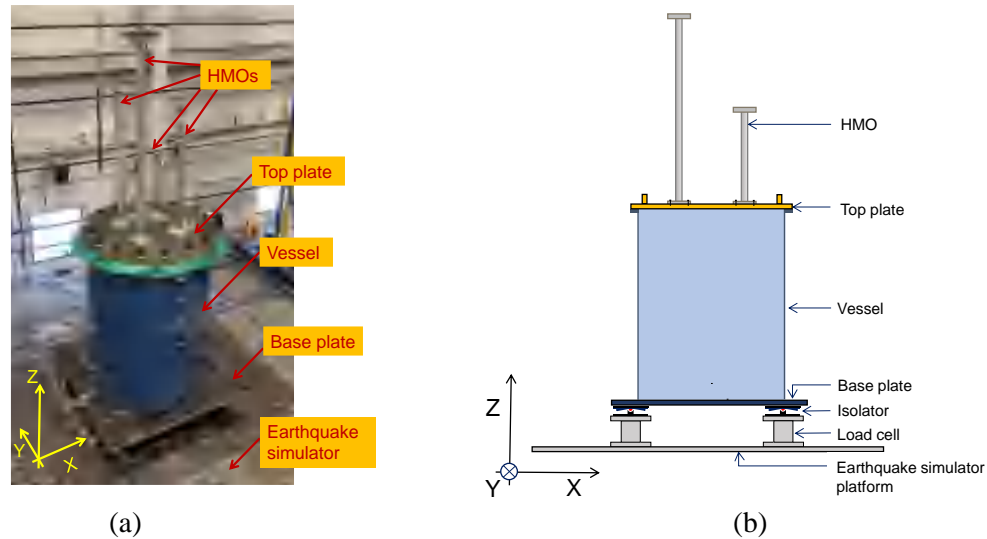 HMOs
Top plate
Vessel
Base plate
Earthquake
simulator
Z
Y
X
(a)
HMO
Top plate
Vessel
Base plate
Isolator
Load cell
Earthquake simulator
platform
Z
Y
X
(b)